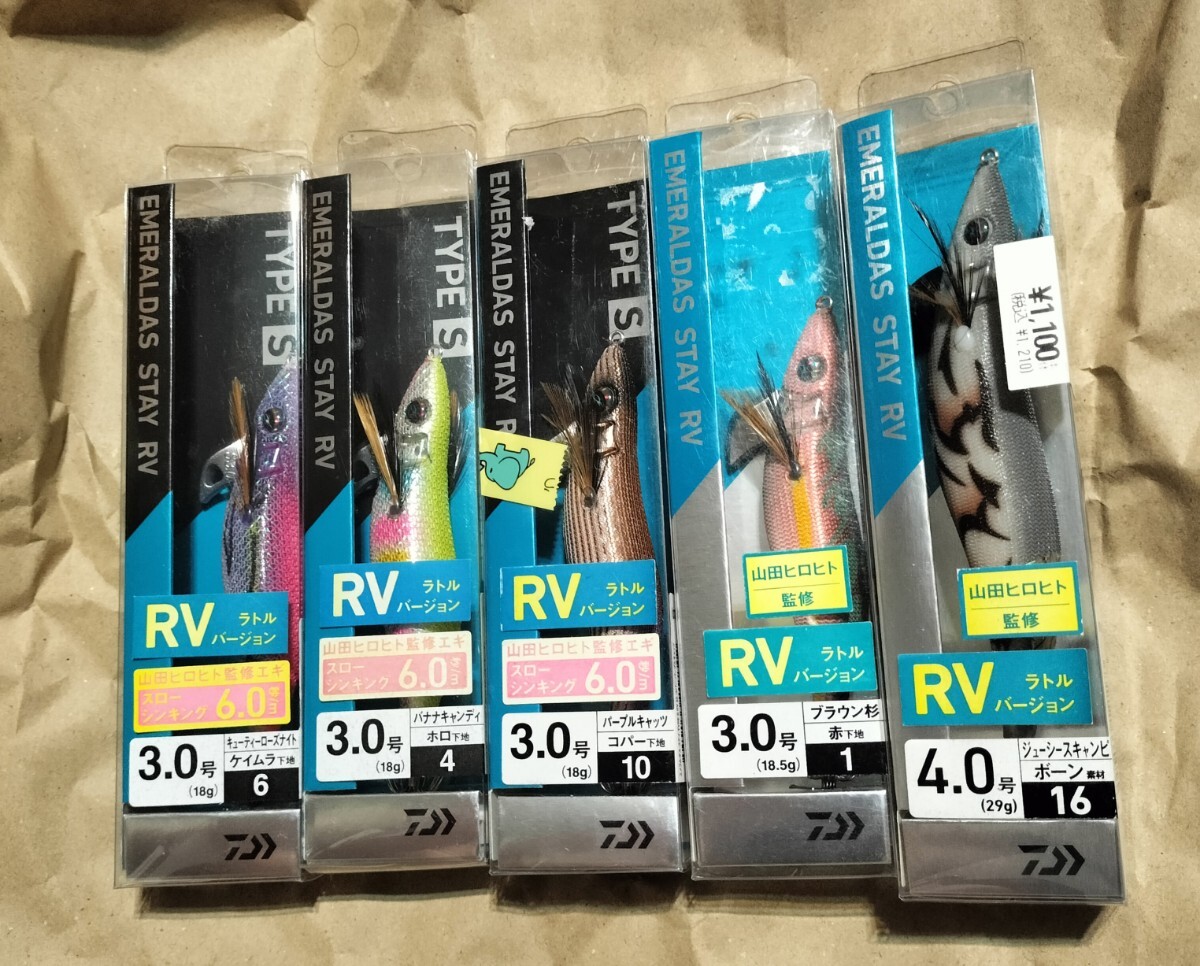 EMERALDAS STAY RV
TYPE S
RV
ラトル
バージョン
山田ヒロヒト監修エギ
スロー
シンキング
6.0
秒/m
3.0号
(18g)
キューティーローズナイト
ケイムラ下地
6
EMERALDAS STAY RV
TYPE S
RV
ラトル
バージョン
山田ヒロヒト監修エギ
スロー
シンキング
6.0
秒/m
3.0号
(18g)
バナナキャンディ
ホロ下地
4
EMERALDAS STAY R
TYPE S
RV
ラトル
バージョン
山田ヒロヒト監修エギ
スロー
シンキング
6.0
秒/m
3.0号
(18g)
パープルキャッツ
コパー下地
10
EMERALDAS STAY RV
山田ヒロヒト
監修
RV
ラトル
バージョン
3.0号
(18.5g)
ブラウン杉
赤下地
1
EMERALDAS STAY RV
¥1,100
(税込 ¥1,210)
山田ヒロヒト
監修
RV
ラトル
バージョン
4.0号
(29g)
ジューシースキャンピ
ボーン素材
16